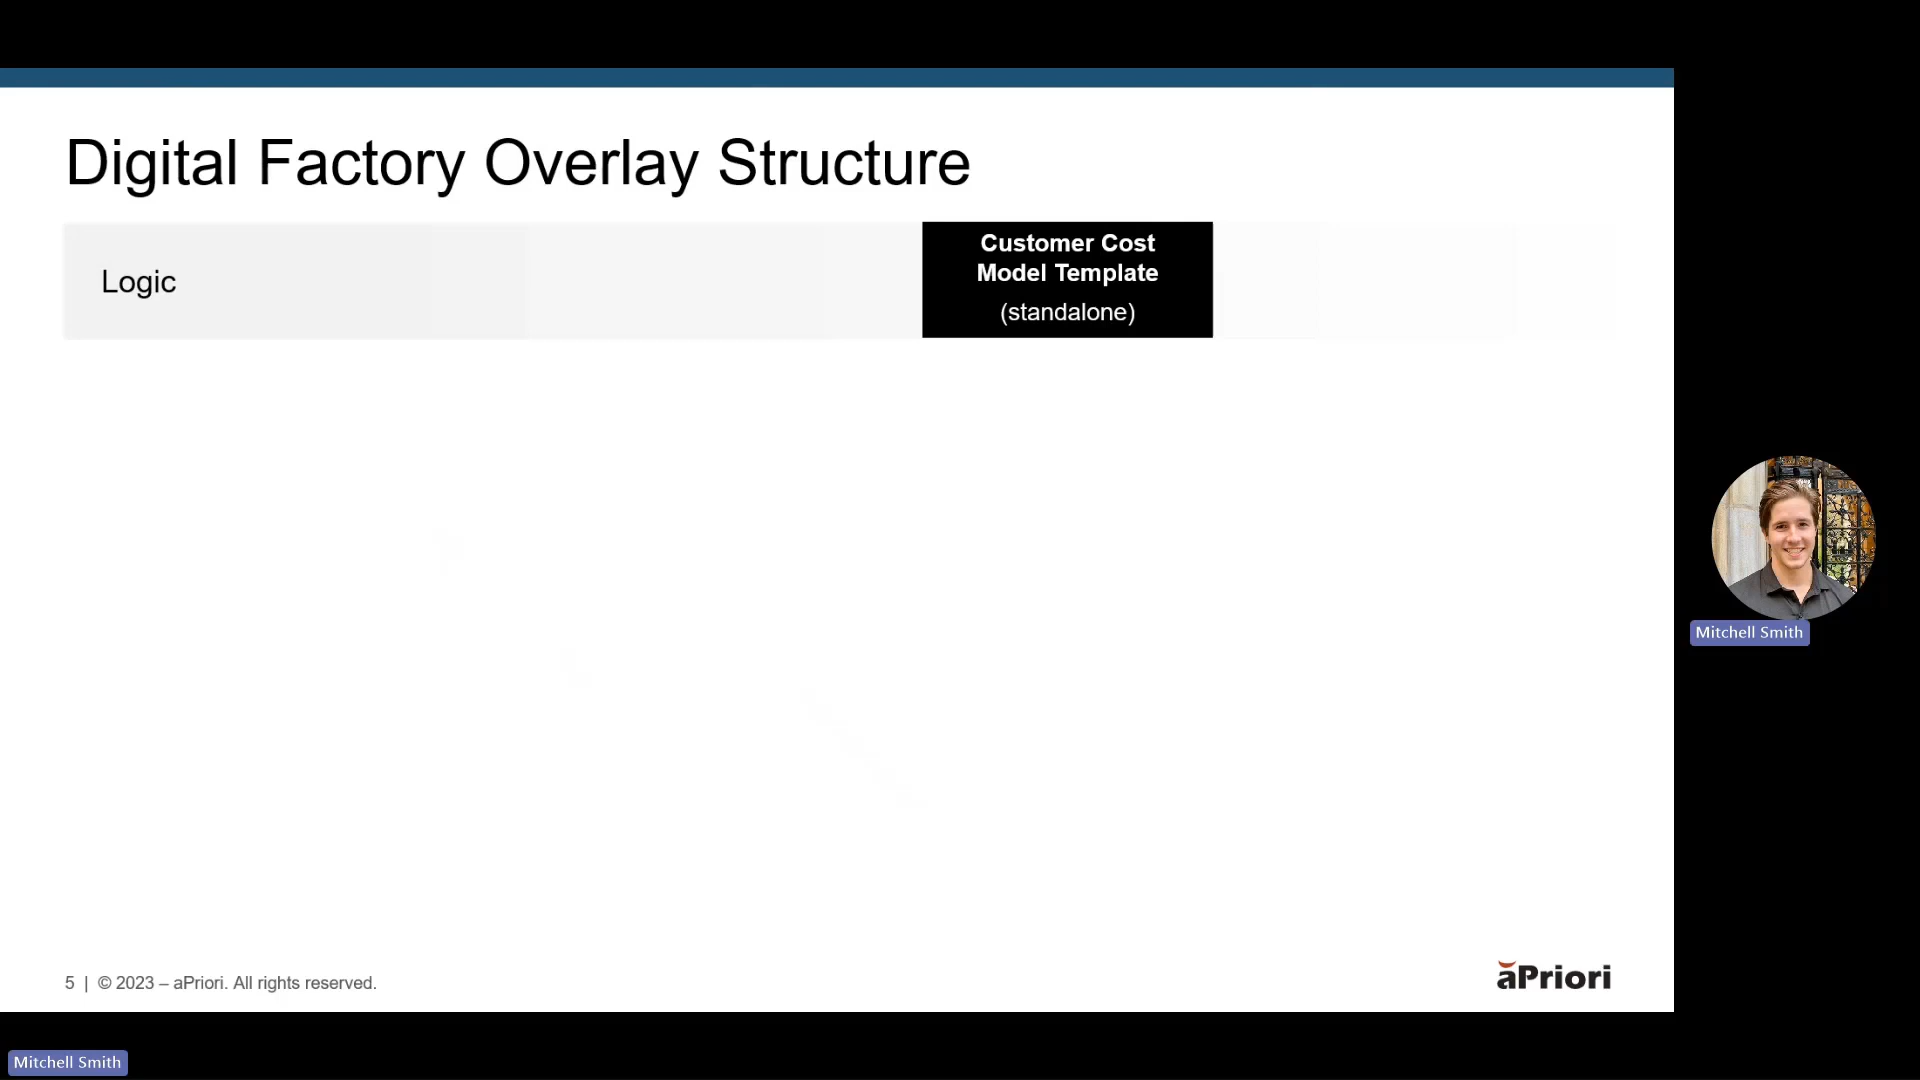 Digital Factory Overlay Structure
Logic
Customer Cost
Model Template
(standalone)
Mitchell Smith
5 | © 2023 – aPriori. All rights reserved.
aPriori
Mitchell Smith